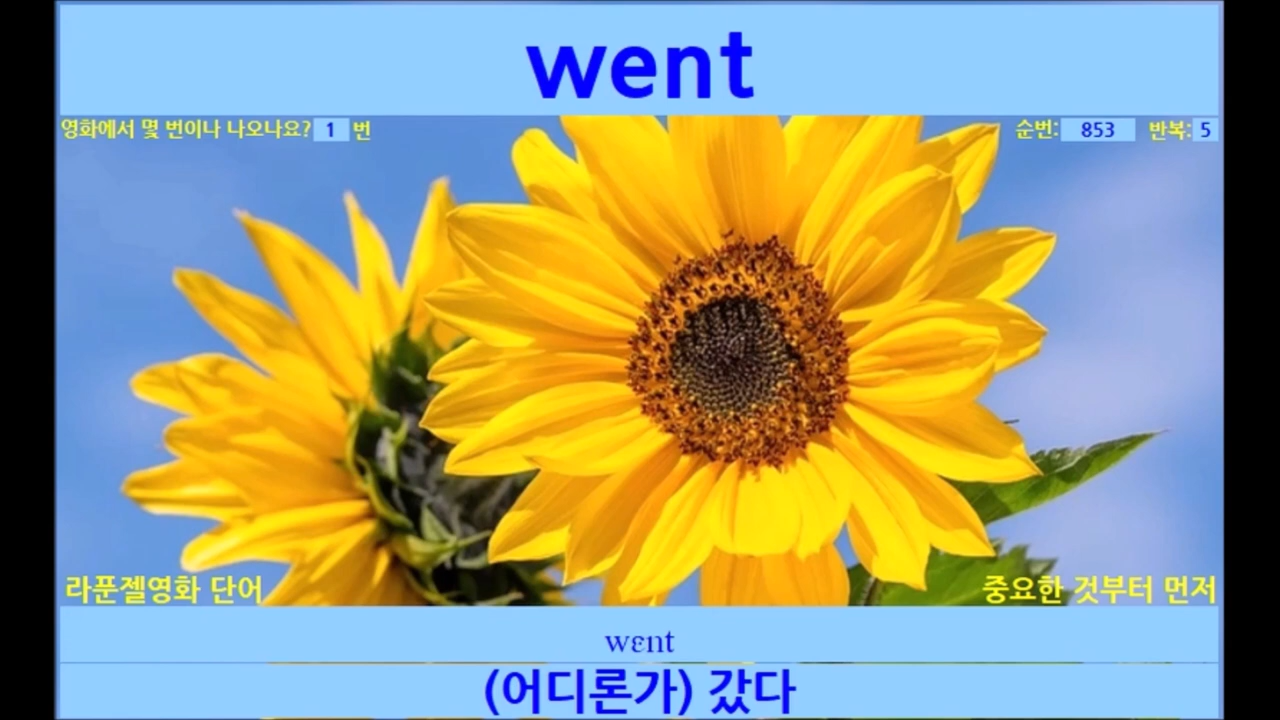 went
영화에서 몇 번이나 나오나요? 1 번
순번: 853 반복: 5
라푼젤영화 단어
중요한 것부터 먼저
wɛnt
(어디론가) 갔다